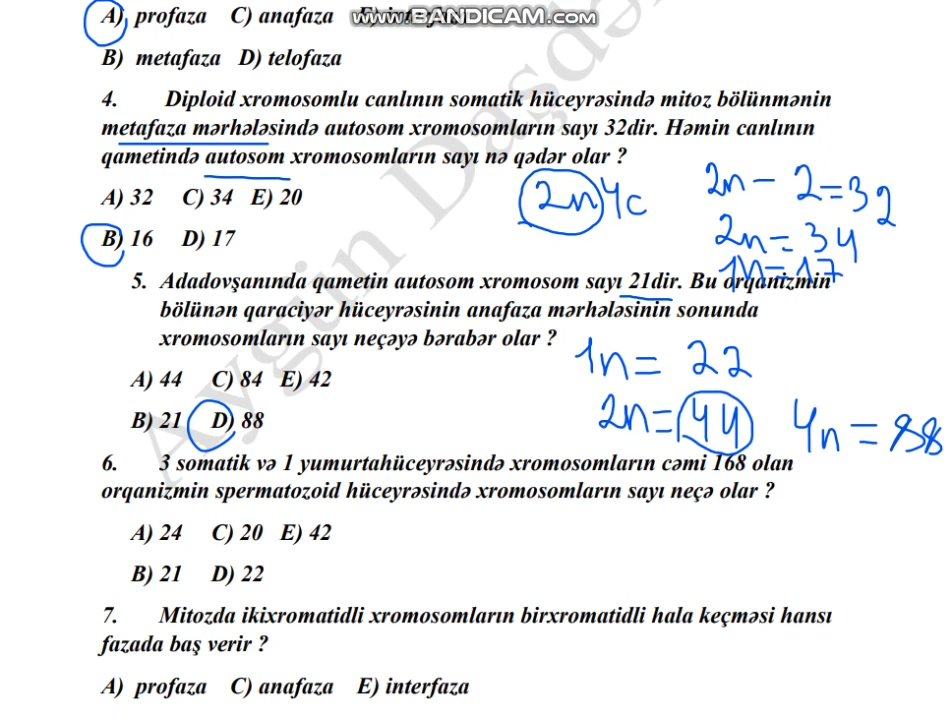 A) profaza C) anafaza E)
www.BANDICAM.com
B) metafaza D) telofaza
4. Diploid xromosomlu canlının somatik hüceyrəsində mitoz bölünmənin
metafaza mərhələsində autosom xromosomların sayı 32dir. Həmin canlının
qametində autosom xromosomların sayı nə qədər olar ?
A) 32 C) 34 E) 20
B) 16 D) 17
2n 4c
2n - 2 = 32
2n = 34
1n = 17
5. Adadovşanında qametin autosom xromosom sayı 21dir. Bu orqanizmin
bölünən qaraciyər hüceyrəsinin anafaza mərhələsinin sonunda
xromosomların sayı neçəyə bərabər olar ?
A) 44 C) 84 E) 42
B) 21 D) 88
1n = 22
2n = 44 4n = 88
6. 3 somatik və 1 yumurtahüceyrəsində xromosomların cəmi 168 olan
orqanizmin spermatozoid hüceyrəsində xromosomların sayı neçə olar ?
A) 24 C) 20 E) 42
B) 21 D) 22
7. Mitozda ikixromatidli xromosomların birxromatidli hala keçməsi hansı
fazada baş verir ?
A) profaza C) anafaza E) interfaza